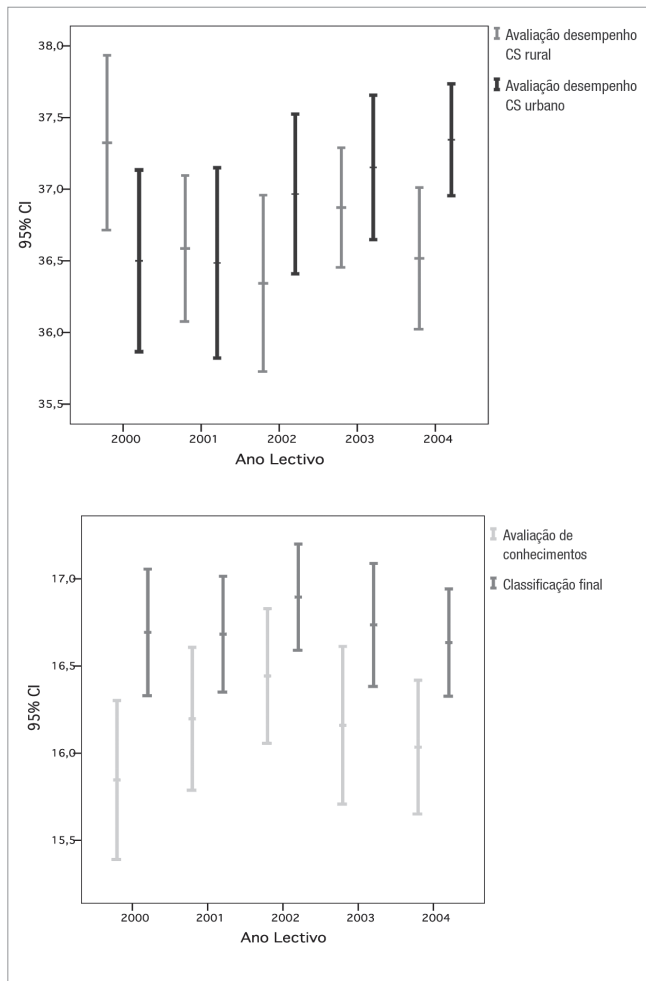 38,0
37,5
37,0
36,5
36,0
35,5
95% CI
2000 2001 2002 2003 2004
Ano Lectivo
Avaliação desempenho
CS rural
Avaliação desempenho
CS urbano
17,0
16,5
16,0
15,5
95% CI
2000 2001 2002 2003 2004
Ano Lectivo
Avaliação de
conhecimentos
Classificação final